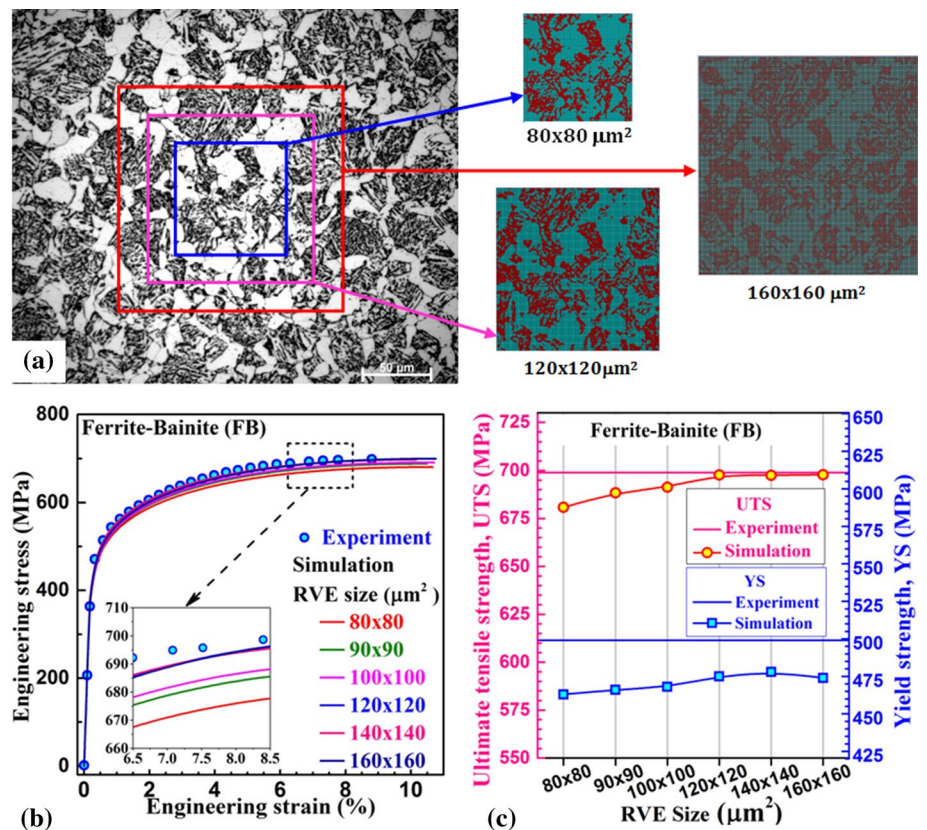 (a)
50 µm
80x80 µm²
120x120µm²
160x160 µm²
(b)
Ferrite-Bainite (FB)
Engineering stress (MPa)
800
600
400
200
0
0 2 4 6 8 10
Engineering strain (%)
Experiment
Simulation
RVE size (µm²)
80x80
90x90
100x100
120x120
140x140
160x160
710
700
690
680
670
660
6.5 7.0 7.5 8.0 8.5
(c)
Ferrite-Bainite (FB)
Ultimate tensile strength, UTS (MPa)
725
700
675
650
625
600
575
550
Yield strength, YS (MPa)
650
625
600
575
550
525
500
475
450
425
UTS
Experiment
Simulation
YS
Experiment
Simulation
80x80 90x90 100x100 120x120 140x140 160x160
RVE Size (µm²)